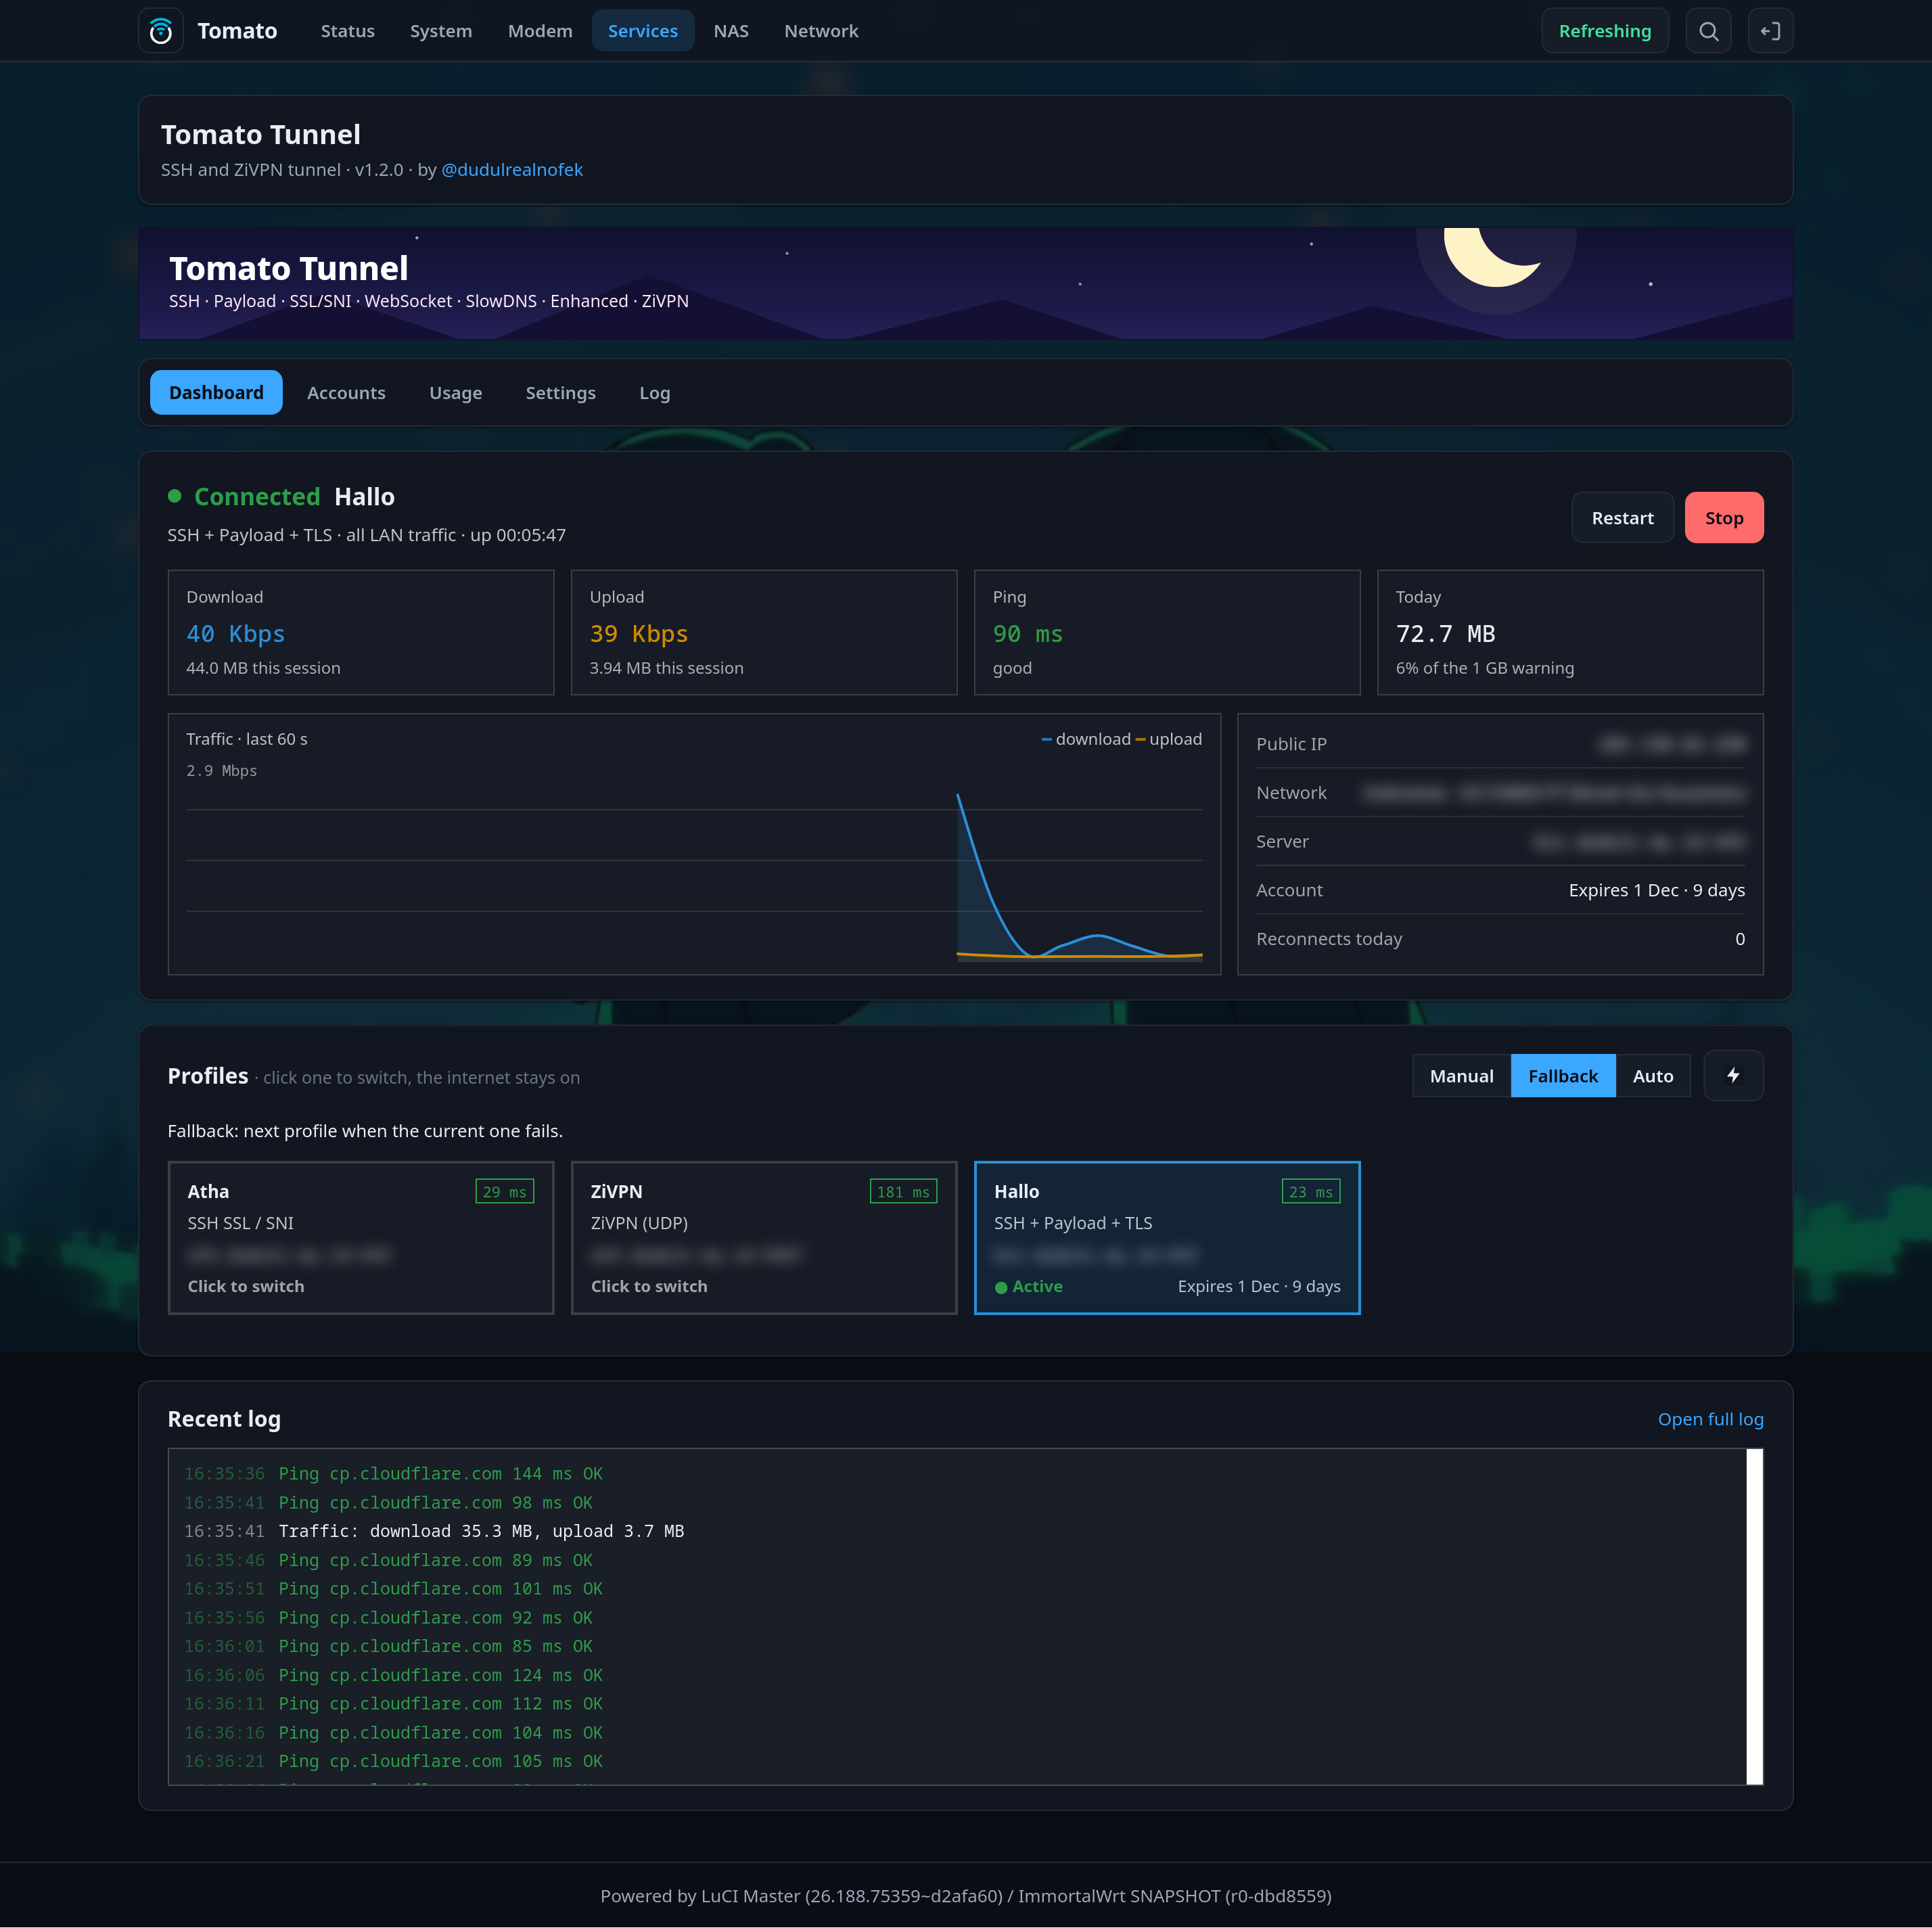 Tomato Status System Modem Services NAS Network Refreshing
Tomato Tunnel
SSH and ZiVPN tunnel · v1.2.0 · by @dudulrealnofek
Tomato Tunnel
SSH · Payload · SSL/SNI · WebSocket · SlowDNS · Enhanced · ZiVPN
Dashboard Accounts Usage Settings Log
Connected Hallo
Restart Stop
SSH + Payload + TLS · all LAN traffic · up 00:05:47
Download
40 Kbps
44.0 MB this session
Upload
39 Kbps
3.94 MB this session
Ping
90 ms
good
Today
72.7 MB
6% of the 1 GB warning
Traffic · last 60 s
download upload
2.9 Mbps
Public IP
Network
Server
Account Expires 1 Dec · 9 days
Reconnects today 0
Profiles · click one to switch, the internet stays on
Manual Fallback Auto
Fallback: next profile when the current one fails.
Atha 29 ms
SSH SSL / SNI
Click to switch
ZiVPN 181 ms
ZiVPN (UDP)
Click to switch
Hallo 23 ms
SSH + Payload + TLS
Active Expires 1 Dec · 9 days
Recent log Open full log
16:35:36 Ping cp.cloudflare.com 144 ms OK
16:35:41 Ping cp.cloudflare.com 98 ms OK
16:35:41 Traffic: download 35.3 MB, upload 3.7 MB
16:35:46 Ping cp.cloudflare.com 89 ms OK
16:35:51 Ping cp.cloudflare.com 101 ms OK
16:35:56 Ping cp.cloudflare.com 92 ms OK
16:36:01 Ping cp.cloudflare.com 85 ms OK
16:36:06 Ping cp.cloudflare.com 124 ms OK
16:36:11 Ping cp.cloudflare.com 112 ms OK
16:36:16 Ping cp.cloudflare.com 104 ms OK
16:36:21 Ping cp.cloudflare.com 105 ms OK
Powered by LuCI Master (26.188.75359~d2afa60) / ImmortalWrt SNAPSHOT (r0-dbd8559)